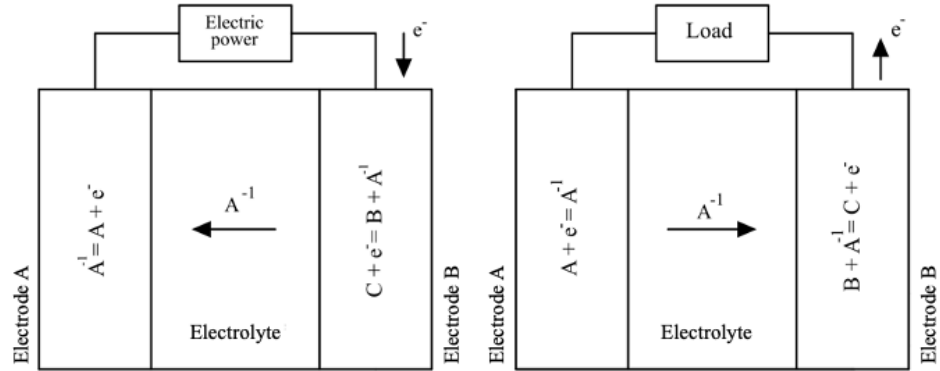 Electric
power
e⁻
Electrode A
A⁻¹ = A + e⁻
A⁻¹
Electrolyte
C + e⁻ = B + A⁻¹
Electrode B
Load
e⁻
Electrode A
A + e⁻ = A⁻¹
A⁻¹
Electrolyte
B + A⁻¹ = C + e⁻
Electrode B